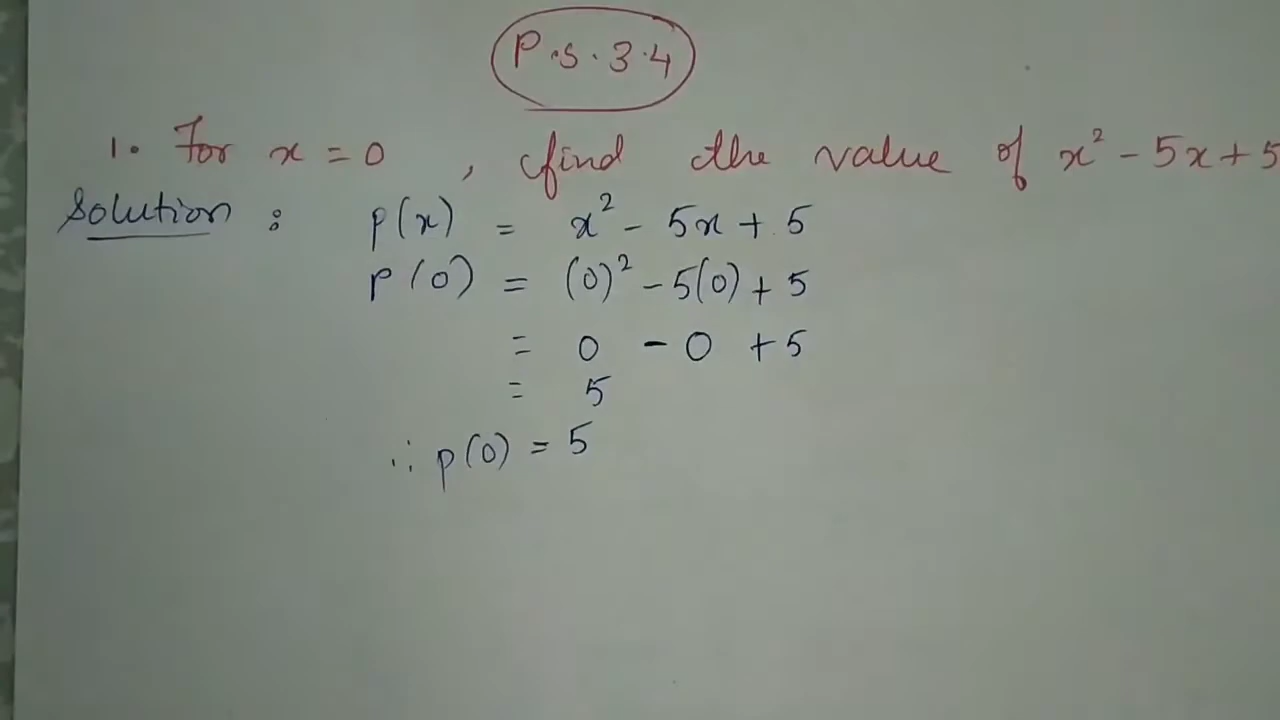 P.S.3.4
1. For x = 0, find the value of x² - 5x + 5
Solution : p(x) = x² - 5x + 5
p(0) = (0)² - 5(0) + 5
= 0 - 0 + 5
= 5
∴ p(0) = 5